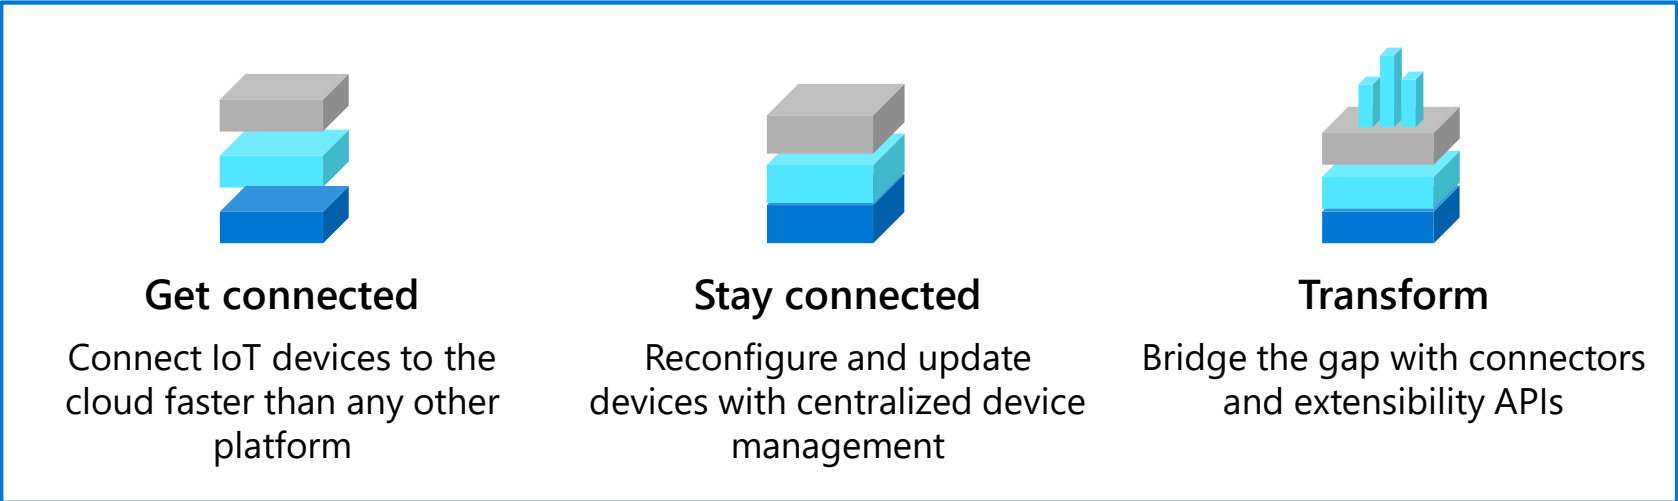 Get connected
Connect IoT devices to the
cloud faster than any other
platform
Stay connected
Reconfigure and update
devices with centralized device
management
Transform
Bridge the gap with connectors
and extensibility APIs